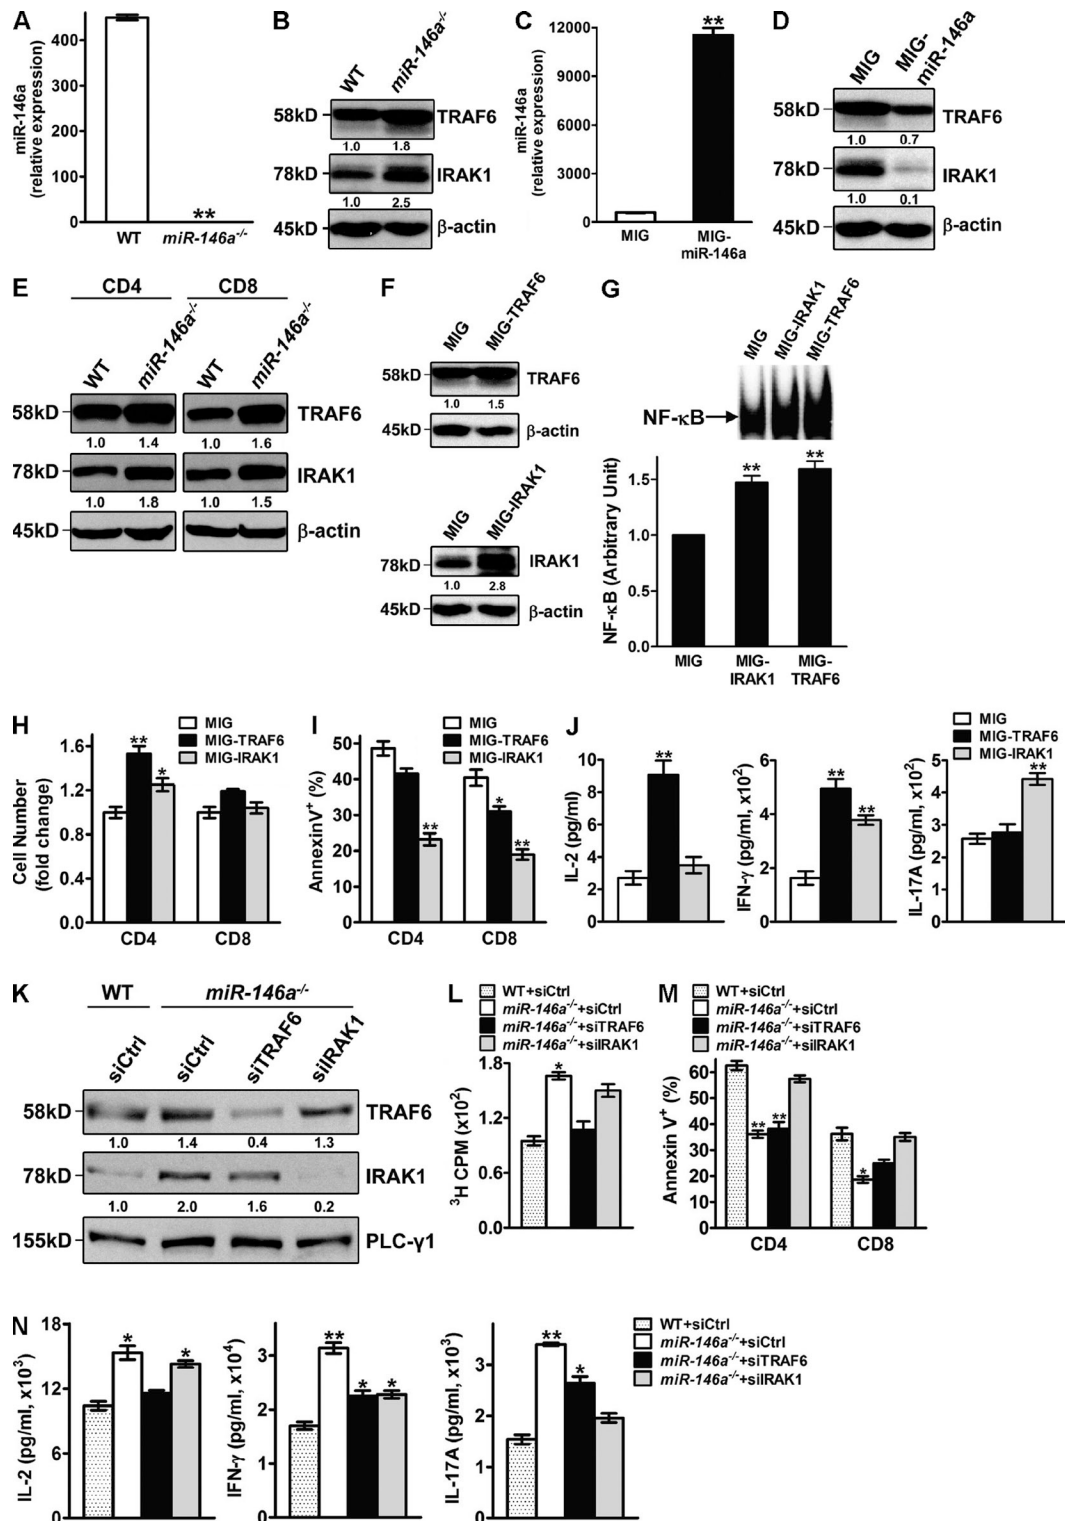 A
miR-146a
(relative expression)
400
300
200
100
0
**
WT
miR-146a-/-
B
WT
miR-146a-/-
58kD
TRAF6
1.0 1.8
78kD
IRAK1
1.0 2.5
45kD
β-actin
C
miR-146a
(relative expression)
12000
9000
6000
3000
0
**
MIG
MIG-
miR-146a
D
MIG
MIG-
miR-146a
58kD
TRAF6
1.0 0.7
78kD
IRAK1
1.0 0.1
45kD
β-actin
E
CD4 CD8
WT
miR-146a-/-
WT
miR-146a-/-
58kD
TRAF6
1.0 1.4 1.0 1.6
78kD
IRAK1
1.0 1.8 1.0 1.5
45kD
β-actin
F
MIG
MIG-TRAF6
58kD
TRAF6
1.0 1.5
45kD
β-actin
MIG
MIG-IRAK1
78kD
IRAK1
1.0 2.8
45kD
β-actin
G
MIG
MIG-IRAK1
MIG-TRAF6
NF-κB
NF-κB (Arbitrary Unit)
1.5
1.0
0.5
0.0
** **
MIG
MIG-
IRAK1
MIG-
TRAF6
H
MIG
MIG-TRAF6
MIG-IRAK1
Cell Number
(fold change)
1.6
1.2
0.8
0.4
0.0
** *
CD4 CD8
I
MIG
MIG-TRAF6
MIG-IRAK1
AnnexinV+ (%)
50
40
30
20
10
0
** * **
CD4 CD8
J
MIG
MIG-TRAF6
MIG-IRAK1
IL-2 (pg/ml)
10
8
6
4
2
0
**
IFN-γ (pg/ml, x102)
6
4
2
0
** **
IL-17A (pg/ml, x102)
5
4
3
2
1
0
**
K
WT miR-146a-/-
siCtrl
siCtrl
siTRAF6
siIRAK1
58kD
TRAF6
1.0 1.4 0.4 1.3
78kD
IRAK1
1.0 2.0 1.6 0.2
155kD
PLC-γ1
L
WT+siCtrl
miR-146a-/-+siCtrl
miR-146a-/-+siTRAF6
miR-146a-/-+siIRAK1
3H CPM (x102)
1.8
1.2
0.6
0.0
*
M
WT+siCtrl
miR-146a-/-+siCtrl
miR-146a-/-+siTRAF6
miR-146a-/-+siIRAK1
Annexin V+ (%)
60
50
40
30
20
10
0
** ** *
CD4 CD8
N
IL-2 (pg/ml, x103)
18
12
6
0
* *
IFN-γ (pg/ml, x104)
3
2
1
0
** * *
IL-17A (pg/ml, x103)
3
2
1
0
** *
WT+siCtrl
miR-146a-/-+siCtrl
miR-146a-/-+siTRAF6
miR-146a-/-+siIRAK1